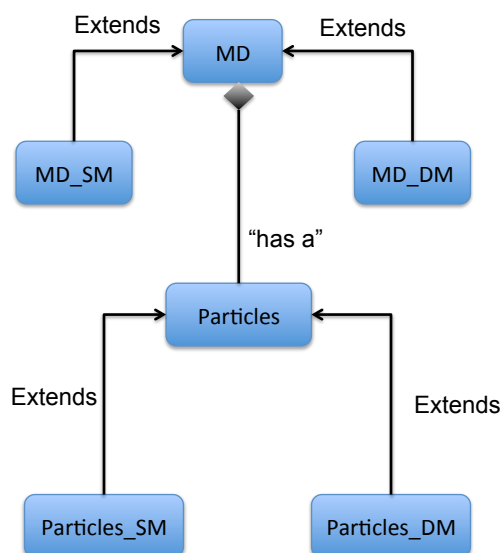 Extends
Extends
MD
MD_SM
MD_DM
“has a”
Particles
Extends
Extends
Particles_SM
Particles_DM